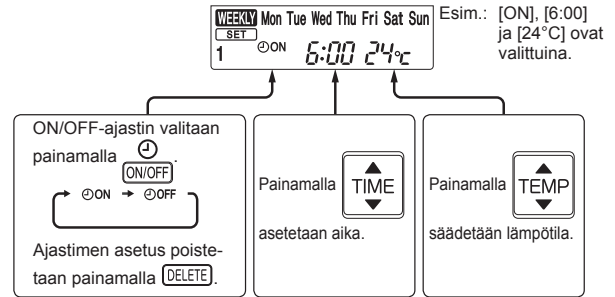 WEEKLY Mon Tue Wed Thu Fri Sat Sun
SET
1 ON 6:00 24°C
Esim.: [ON], [6:00]
ja [24°C] ovat
valittuina.
ON/OFF-ajastin valitaan
painamalla ON/OFF.
ON OFF
Ajastimen asetus poiste-
taan painamalla DELETE.
Painamalla TIME
asetetaan aika.
Painamalla TEMP
säädetään lämpötila.